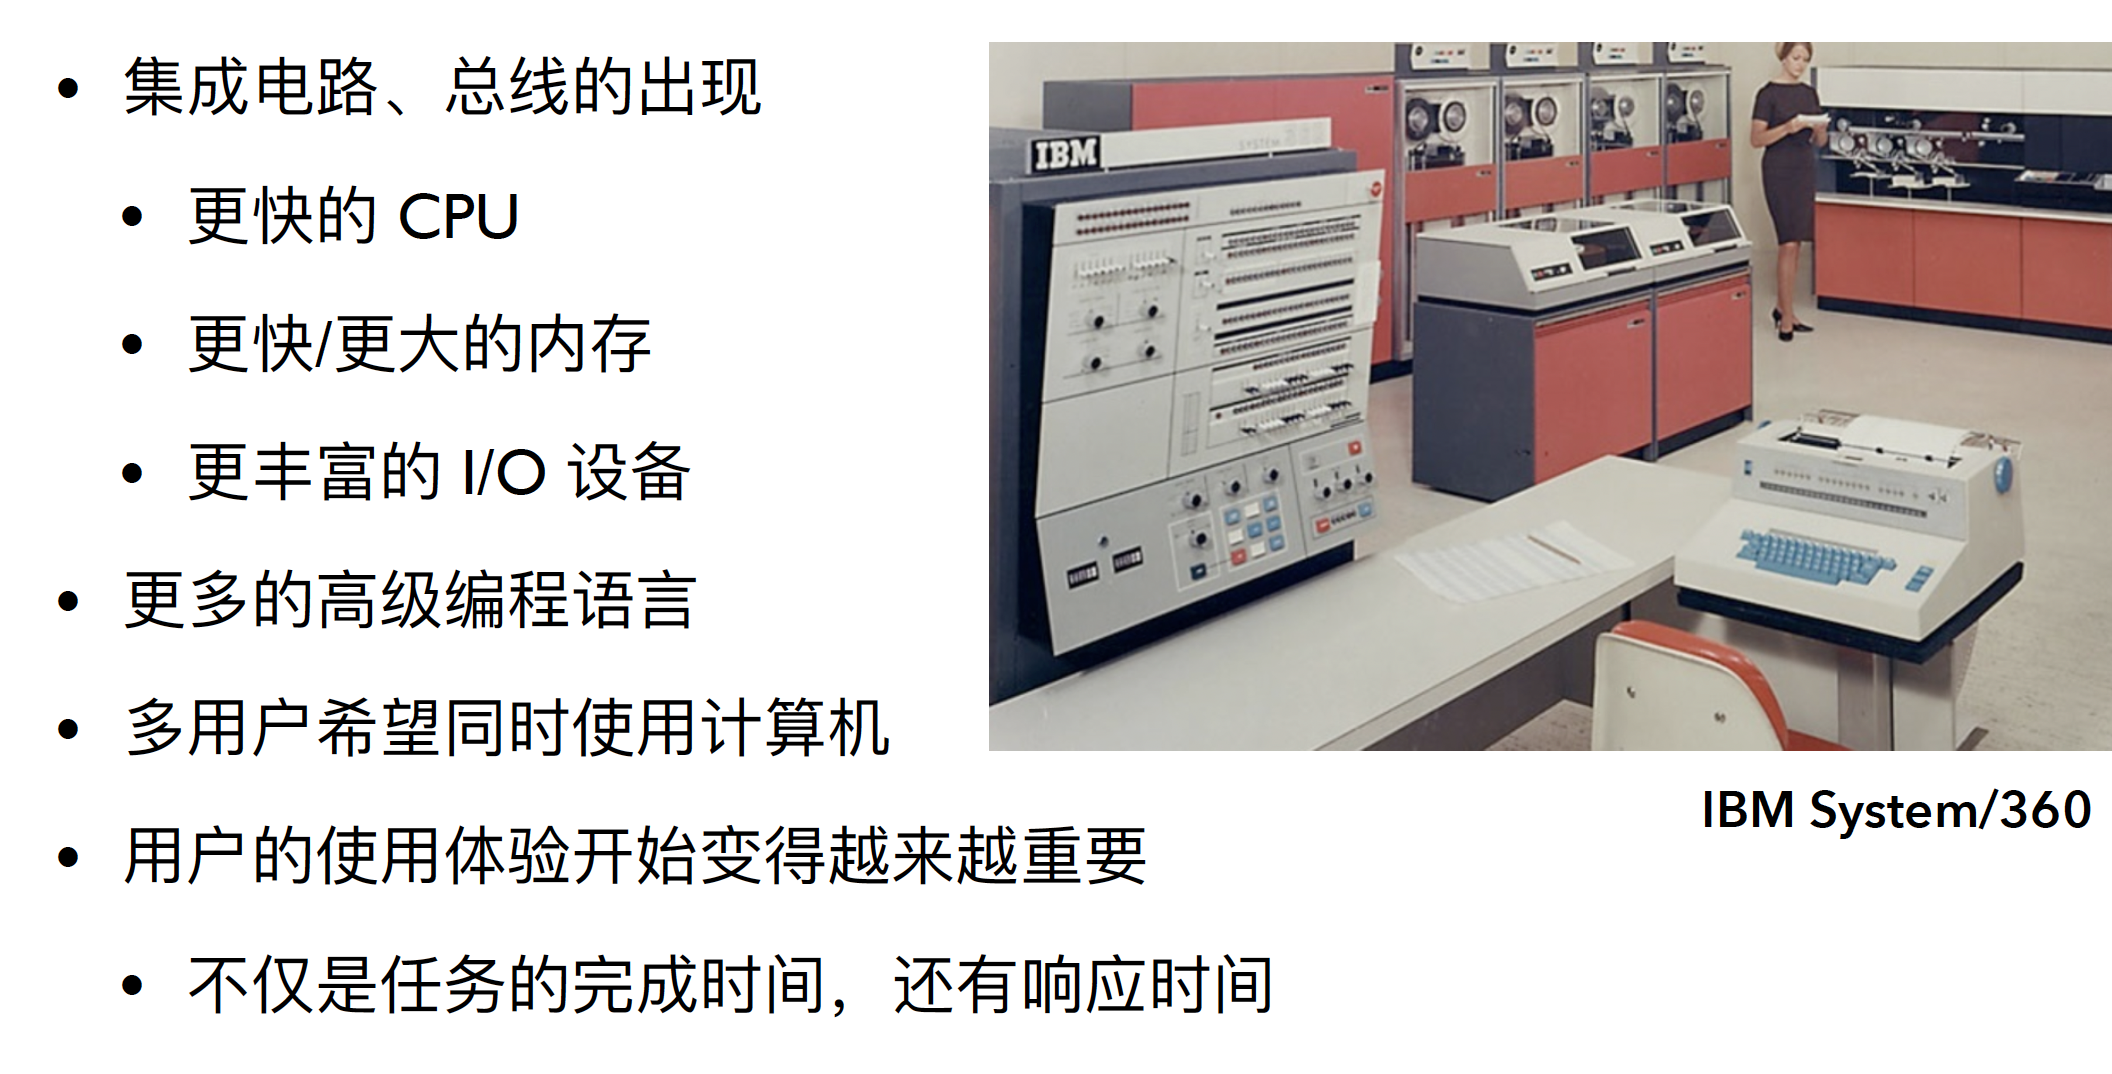 集成电路、总线的出现
更快的 CPU
更快/更大的内存
更丰富的 I/O 设备
更多的高级编程语言
多用户希望同时使用计算机
用户的使用体验开始变得越来越重要
不仅是任务的完成时间，还有响应时间
IBM
SYSTEM 360
IBM System/360